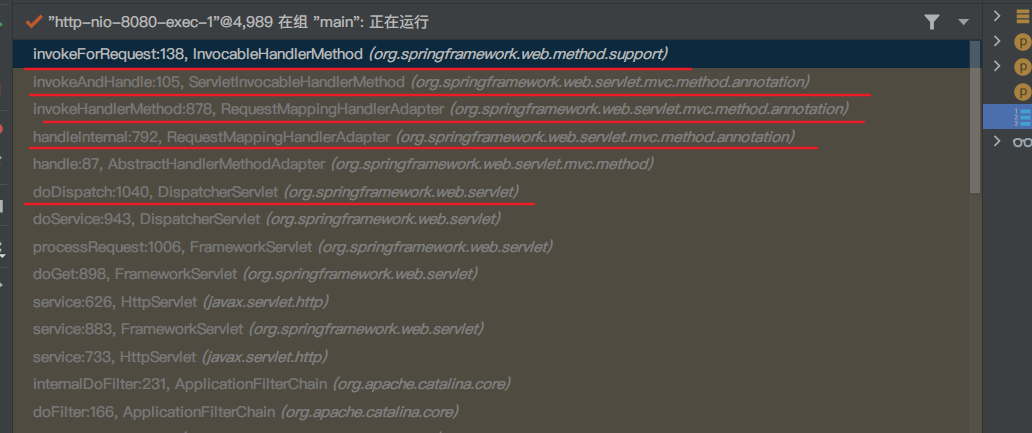 "http-nio-8080-exec-1"@4,989 在组 "main": 正在运行
invokeForRequest:138, InvocableHandlerMethod (org.springframework.web.method.support)
invokeAndHandle:105, ServletInvocableHandlerMethod (org.springframework.web.servlet.mvc.method.annotation)
invokeHandlerMethod:878, RequestMappingHandlerAdapter (org.springframework.web.servlet.mvc.method.annotation)
handleInternal:792, RequestMappingHandlerAdapter (org.springframework.web.servlet.mvc.method.annotation)
handle:87, AbstractHandlerMethodAdapter (org.springframework.web.servlet.mvc.method)
doDispatch:1040, DispatcherServlet (org.springframework.web.servlet)
doService:943, DispatcherServlet (org.springframework.web.servlet)
processRequest:1006, FrameworkServlet (org.springframework.web.servlet)
doGet:898, FrameworkServlet (org.springframework.web.servlet)
service:626, HttpServlet (javax.servlet.http)
service:883, FrameworkServlet (org.springframework.web.servlet)
service:733, HttpServlet (javax.servlet.http)
internalDoFilter:231, ApplicationFilterChain (org.apache.catalina.core)
doFilter:166, ApplicationFilterChain (org.apache.catalina.core)